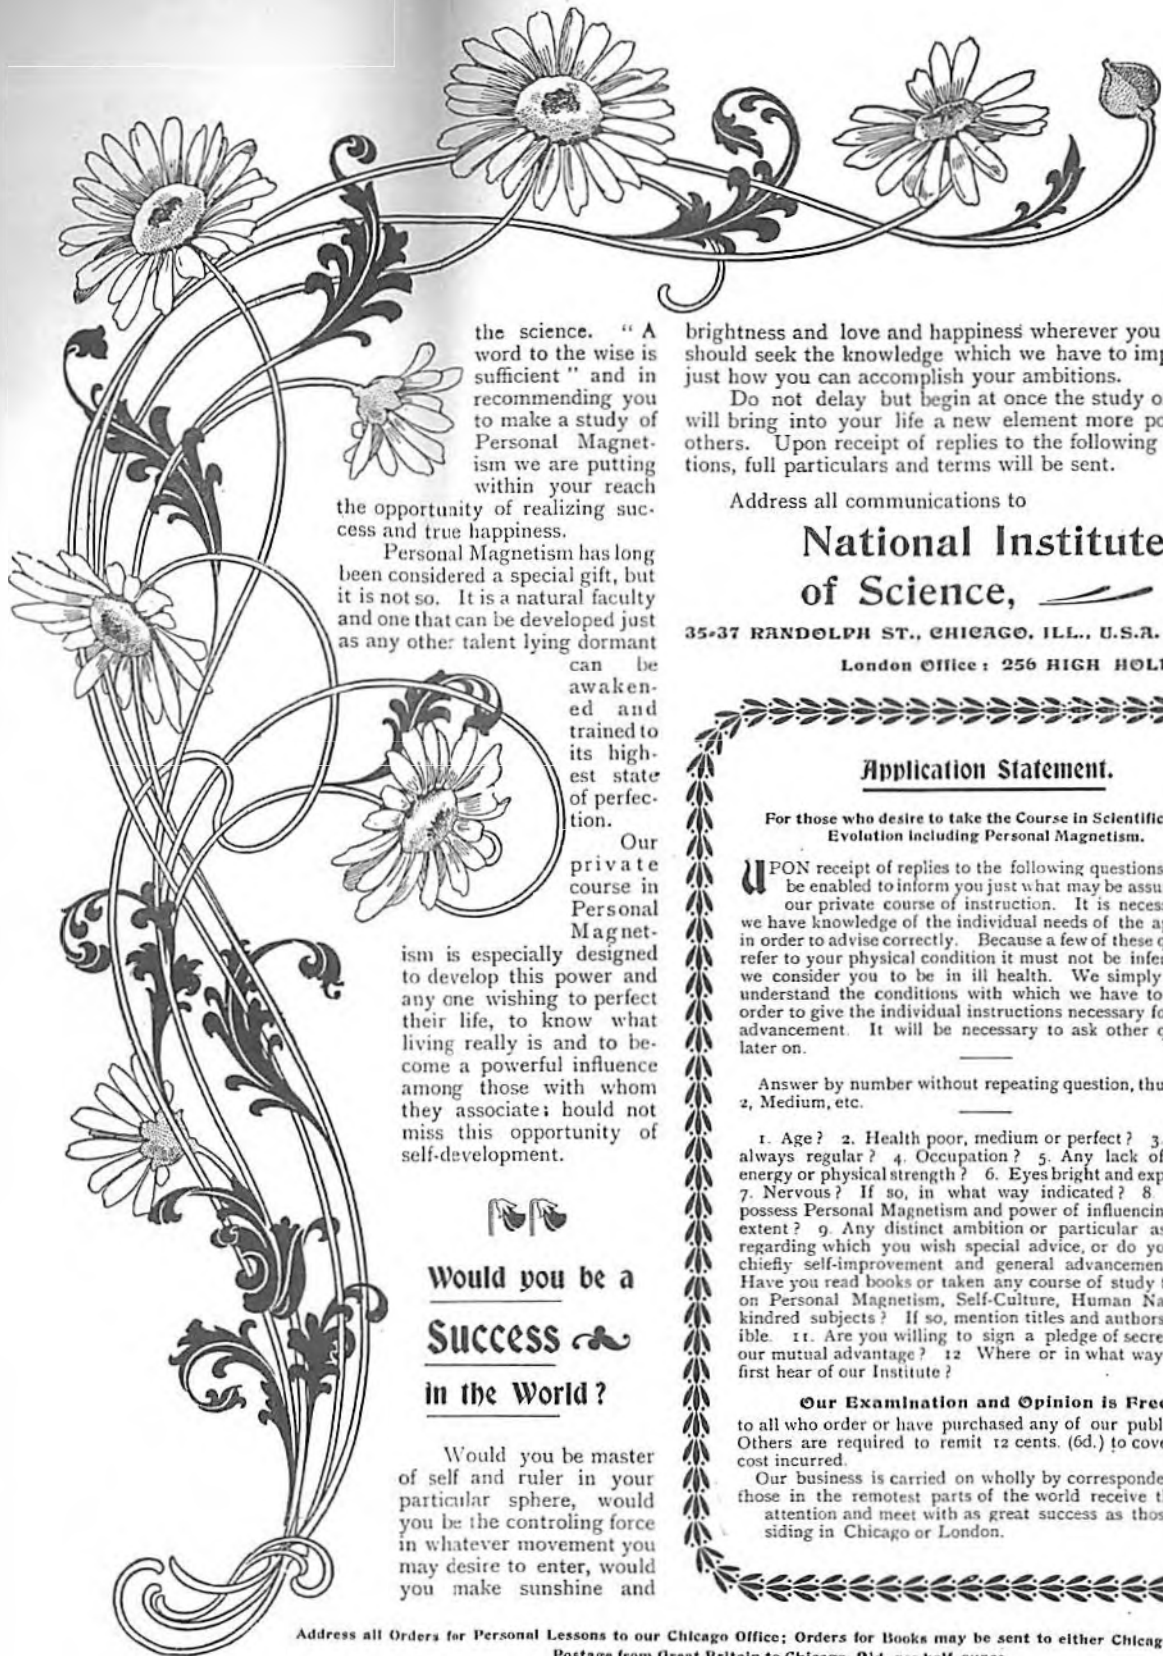 the science. " A
word to the wise is
sufficient " and in
recommending you
to make a study of
Personal Magnet-
ism we are putting
within your reach
the opportunity of realizing suc-
cess and true happiness.
Personal Magnetism has long
been considered a special gift, but
it is not so. It is a natural faculty
and one that can be developed just
as any other talent lying dormant
can be
awaken-
ed and
trained to
its high-
est state
of perfec-
tion.
Our
private
course in
Personal
Magnet-
ism is especially designed
to develop this power and
any one wishing to perfect
their life, to know what
living really is and to be-
come a powerful influence
among those with whom
they associate; hould not
miss this opportunity of
self-development.
Would you be a
Success
in the World?
Would you be master
of self and ruler in your
particular sphere, would
you be the controling force
in whatever movement you
may desire to enter, would
you make sunshine and
brightness and love and happiness wherever you
should seek the knowledge which we have to imp
just how you can accomplish your ambitions.
Do not delay but begin at once the study o
will bring into your life a new element more po
others. Upon receipt of replies to the following
tions, full particulars and terms will be sent.
Address all communications to
National Institute
of Science,
35-37 RANDOLPH ST., CHICAGO, ILL., U.S.A.
London Office: 256 HIGH HOL
Application Statement.
For those who desire to take the Course in Scientific
Evolution including Personal Magnetism.
UPON receipt of replies to the following questions
be enabled to inform you just what may be assu
our private course of instruction. It is neces
we have knowledge of the individual needs of the a
in order to advise correctly. Because a few of these
refer to your physical condition it must not be infe
we consider you to be in ill health. We simply
understand the conditions with which we have to
order to give the individual instructions necessary fo
advancement. It will be necessary to ask other
later on.
Answer by number without repeating question, thu
2, Medium, etc.
1. Age? 2. Health poor, medium or perfect? 3.
always regular? 4. Occupation? 5. Any lack of
energy or physical strength? 6. Eyes bright and exp
7. Nervous? If so, in what way indicated? 8
possess Personal Magnetism and power of influencin
extent? 9. Any distinct ambition or particular as
regarding which you wish special advice, or do yo
chiefly self-improvement and general advancemen
Have you read books or taken any course of study
on Personal Magnetism, Self-Culture, Human Na
kindred subjects? If so, mention titles and authors
ible. 11. Are you willing to sign a pledge of secre
our mutual advantage? 12 Where or in what way
first hear of our Institute?
Our Examination and Opinion is Free
to all who order or have purchased any of our publ
Others are required to remit 12 cents. (6d.) to cove
cost incurred.
Our business is carried on wholly by corresponde
those in the remotest parts of the world receive t
attention and meet with as great success as thos
siding in Chicago or London.
Address all Orders for Personal Lessons to our Chicago Office; Orders for Books may be sent to either Chicag